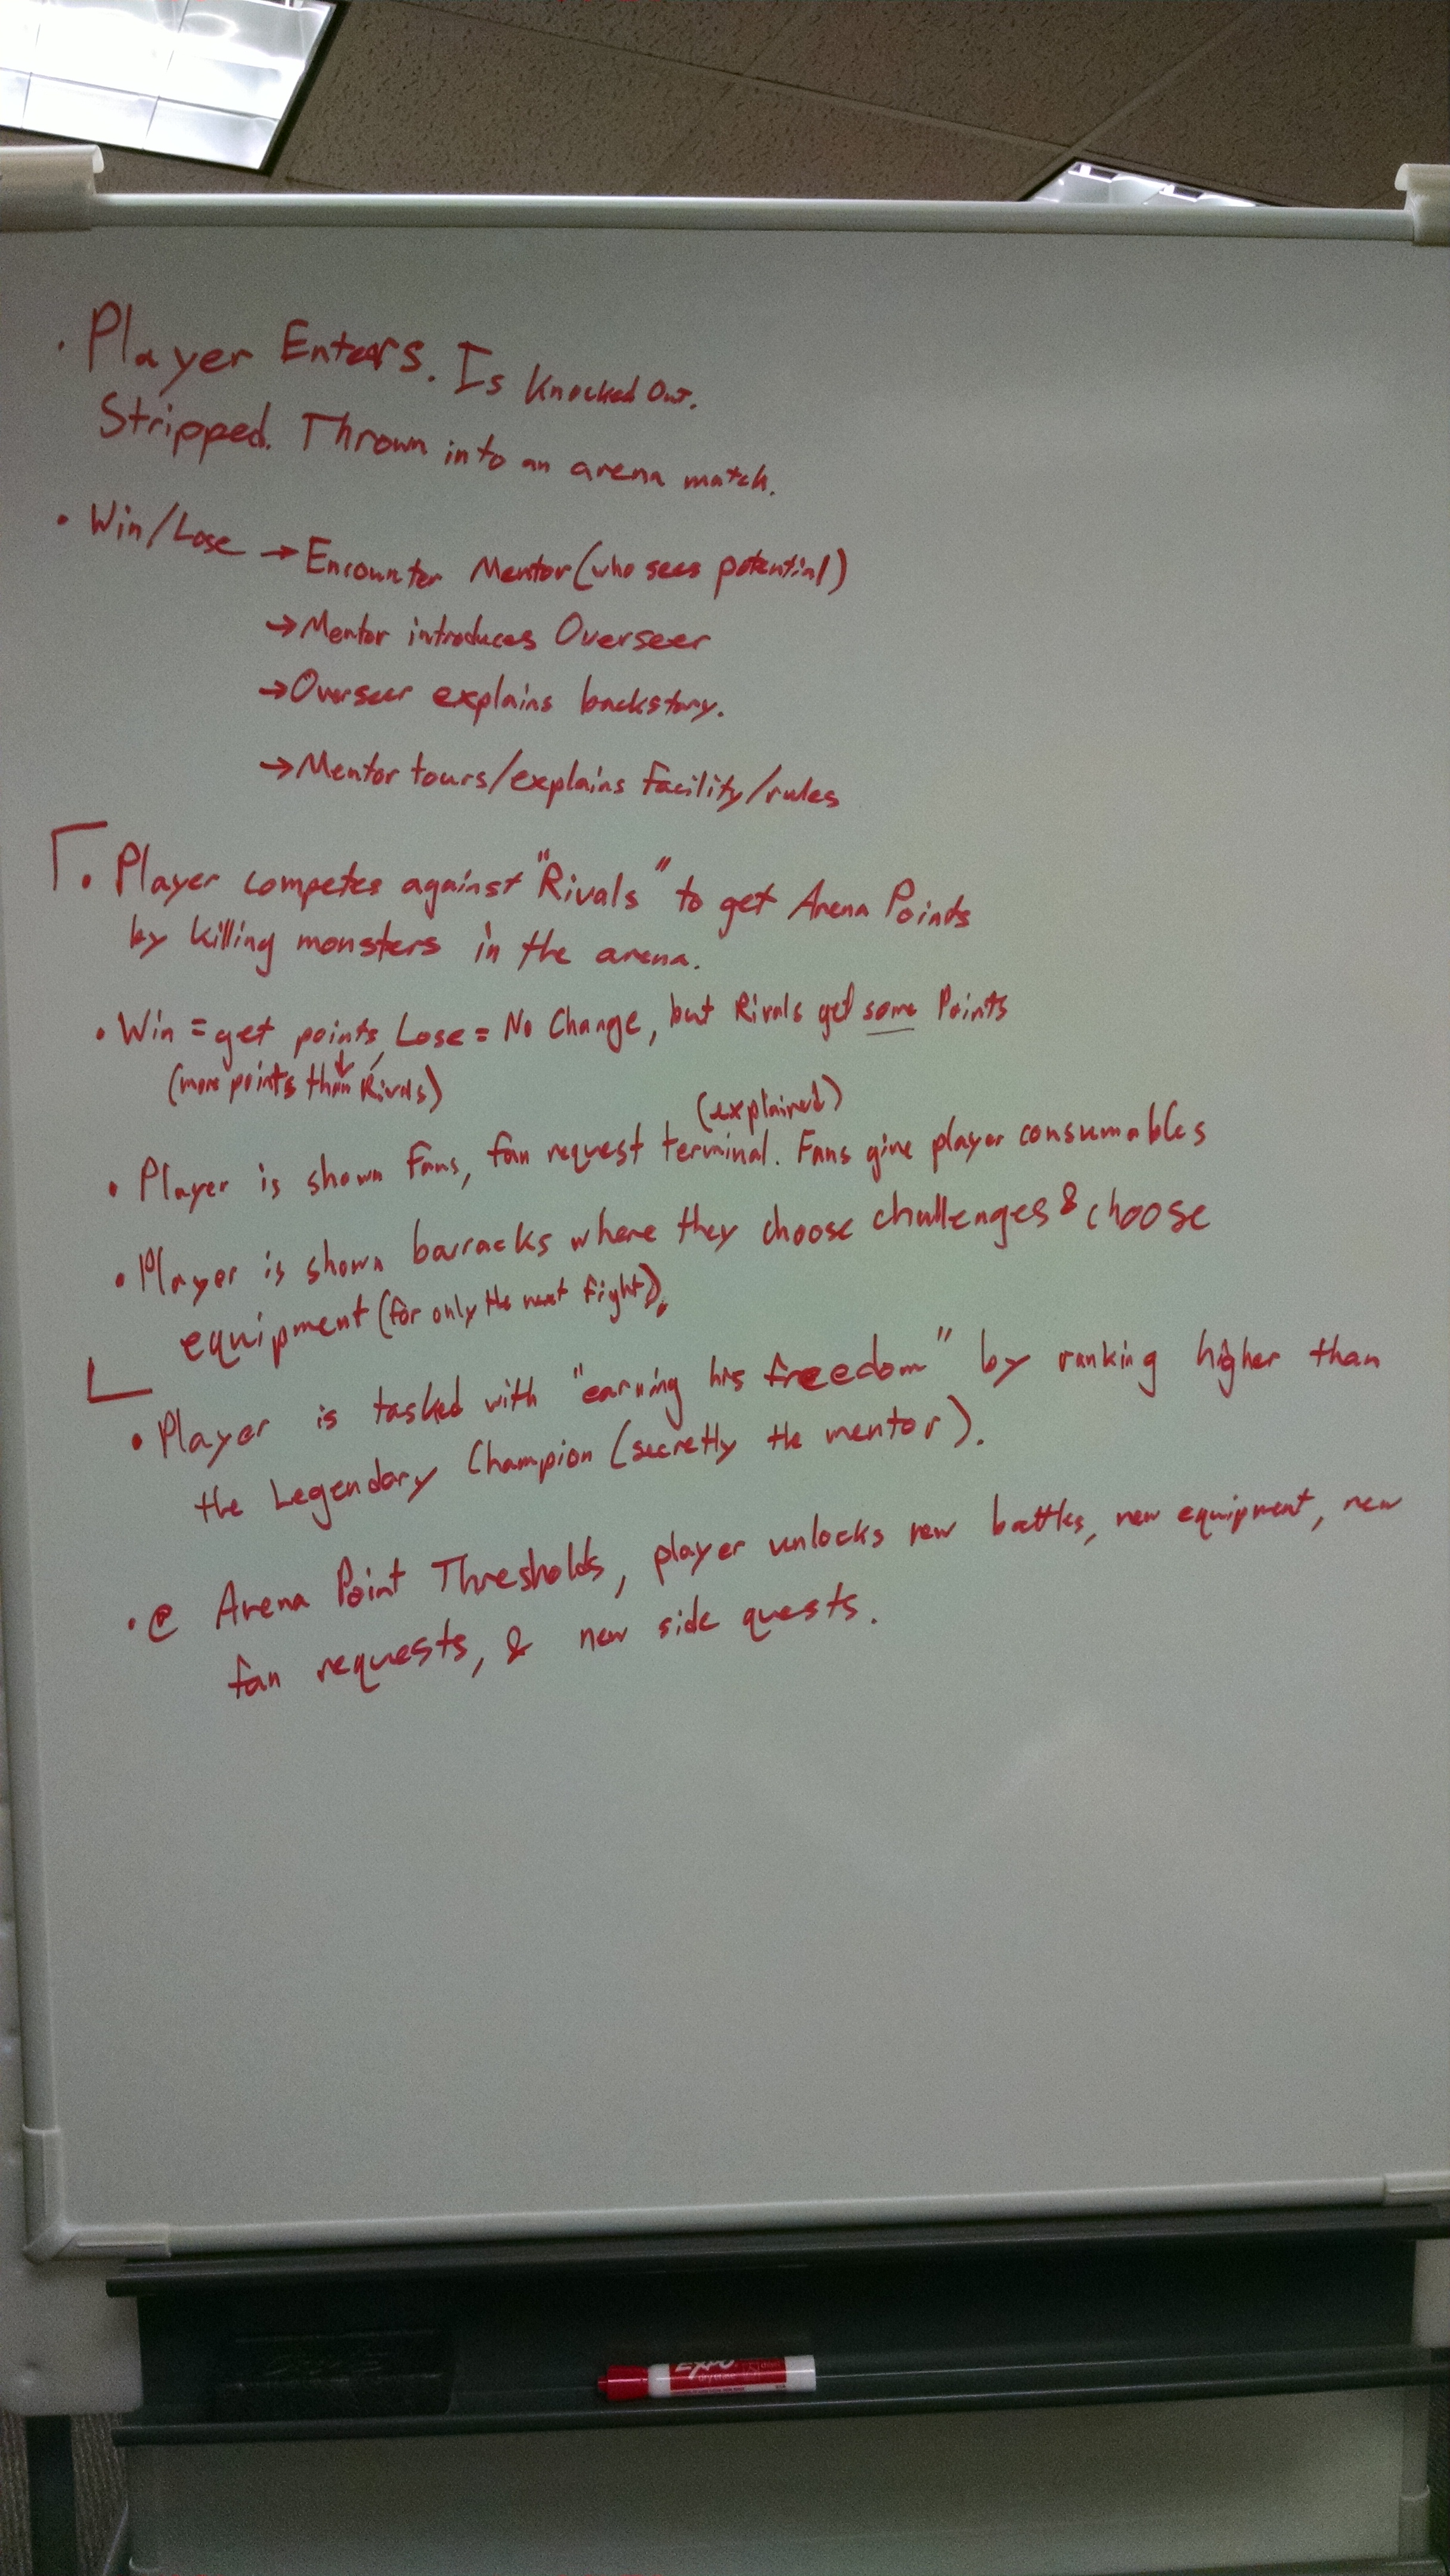 • Player Enters. Is Knocked Out.
Stripped. Thrown into an arena match.
• Win/Lose → Encounter Mentor (who sees potential)
→ Mentor introduces Overseer
→ Overseer explains backstory.
→ Mentor tours/explains facility/rules
• Player competes against "Rivals" to get Arena Points
by killing monsters in the arena.
• Win = get points, Lose = No Change, but Rivals get some Points
(more points than Rivals)
(explained)
• Player is shown Fans, fan request terminal. Fans give player consumables
• Player is shown barracks where they choose challenges & choose
equipment (for only the next fight).
• Player is tasked with "earning his freedom" by ranking higher than
the Legendary Champion (secretly the mentor).
• @ Arena Point Thresholds, player unlocks new battles, new equipment, new
fan requests, & new side quests.
EXPO